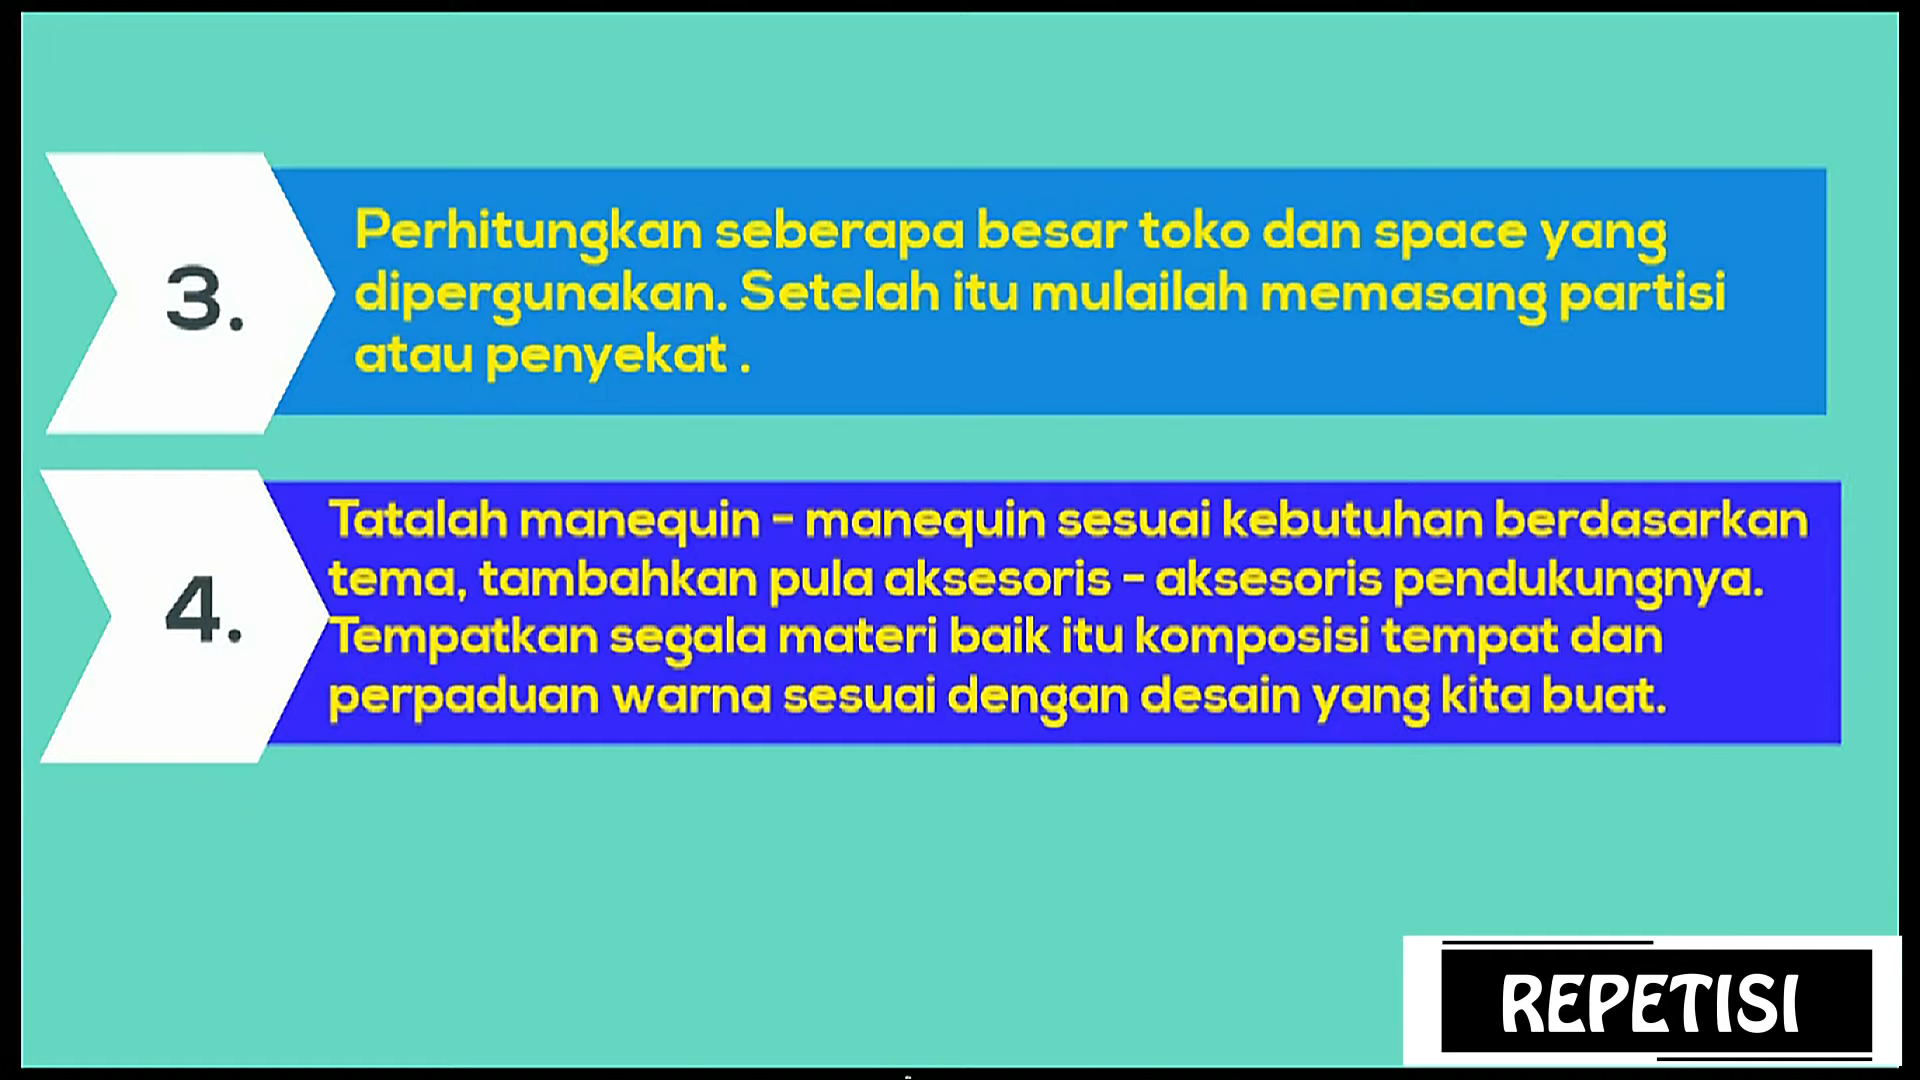 3.
Perhitungkan seberapa besar toko dan space yang
dipergunakan. Setelah itu mulailah memasang partisi
atau penyekat .
4.
Tatalah manequin - manequin sesuai kebutuhan berdasarkan
tema, tambahkan pula aksesoris - aksesoris pendukungnya.
Tempatkan segala materi baik itu komposisi tempat dan
perpaduan warna sesuai dengan desain yang kita buat.
REPETISI